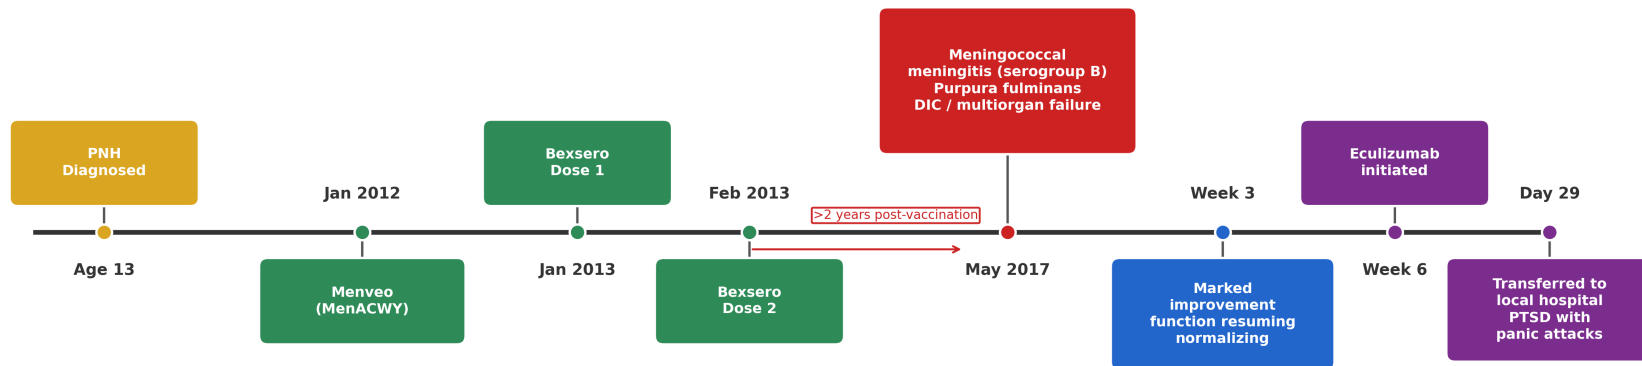 PNH
Diagnosed
Age 13
Jan 2012
Menveo
(MenACWY)
Bexsero
Dose 1
Jan 2013
Feb 2013
Bexsero
Dose 2
>2 years post-vaccination
Meningococcal
meningitis (serogroup B)
Purpura fulminans
DIC / multiorgan failure
May 2017
Week 3
Marked
improvement
function resuming
normalizing
Eculizumab
initiated
Week 6
Day 29
Transferred to
local hospital
PTSD with
panic attacks